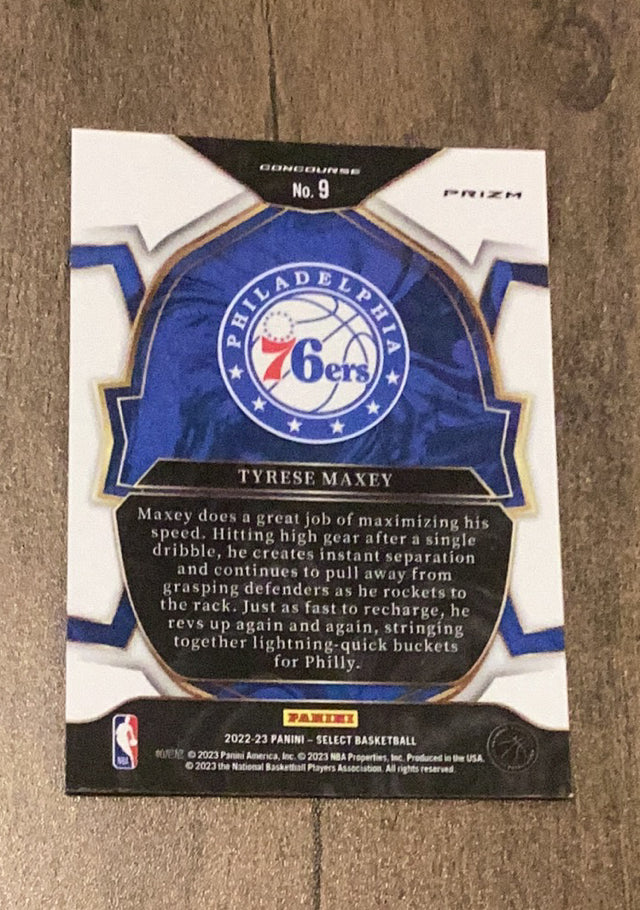 CONCOURSE
No. 9
PRIZM
PHILADELPHIA
76ers
TYRESE MAXEY
Maxey does a great job of maximizing his
speed. Hitting high gear after a single
dribble, he creates instant separation
and continues to pull away from
grasping defenders as he rockets to
the rack. Just as fast to recharge, he
revs up again and again, stringing
together lightning-quick buckets
for Philly.
PANINI
2022-23 PANINI – SELECT BASKETBALL
NBA
© 2023 Panini America, Inc. © 2023 NBA Properties, Inc. Produced in the USA.
© 2023 the National Basketball Players Association. All rights reserved.